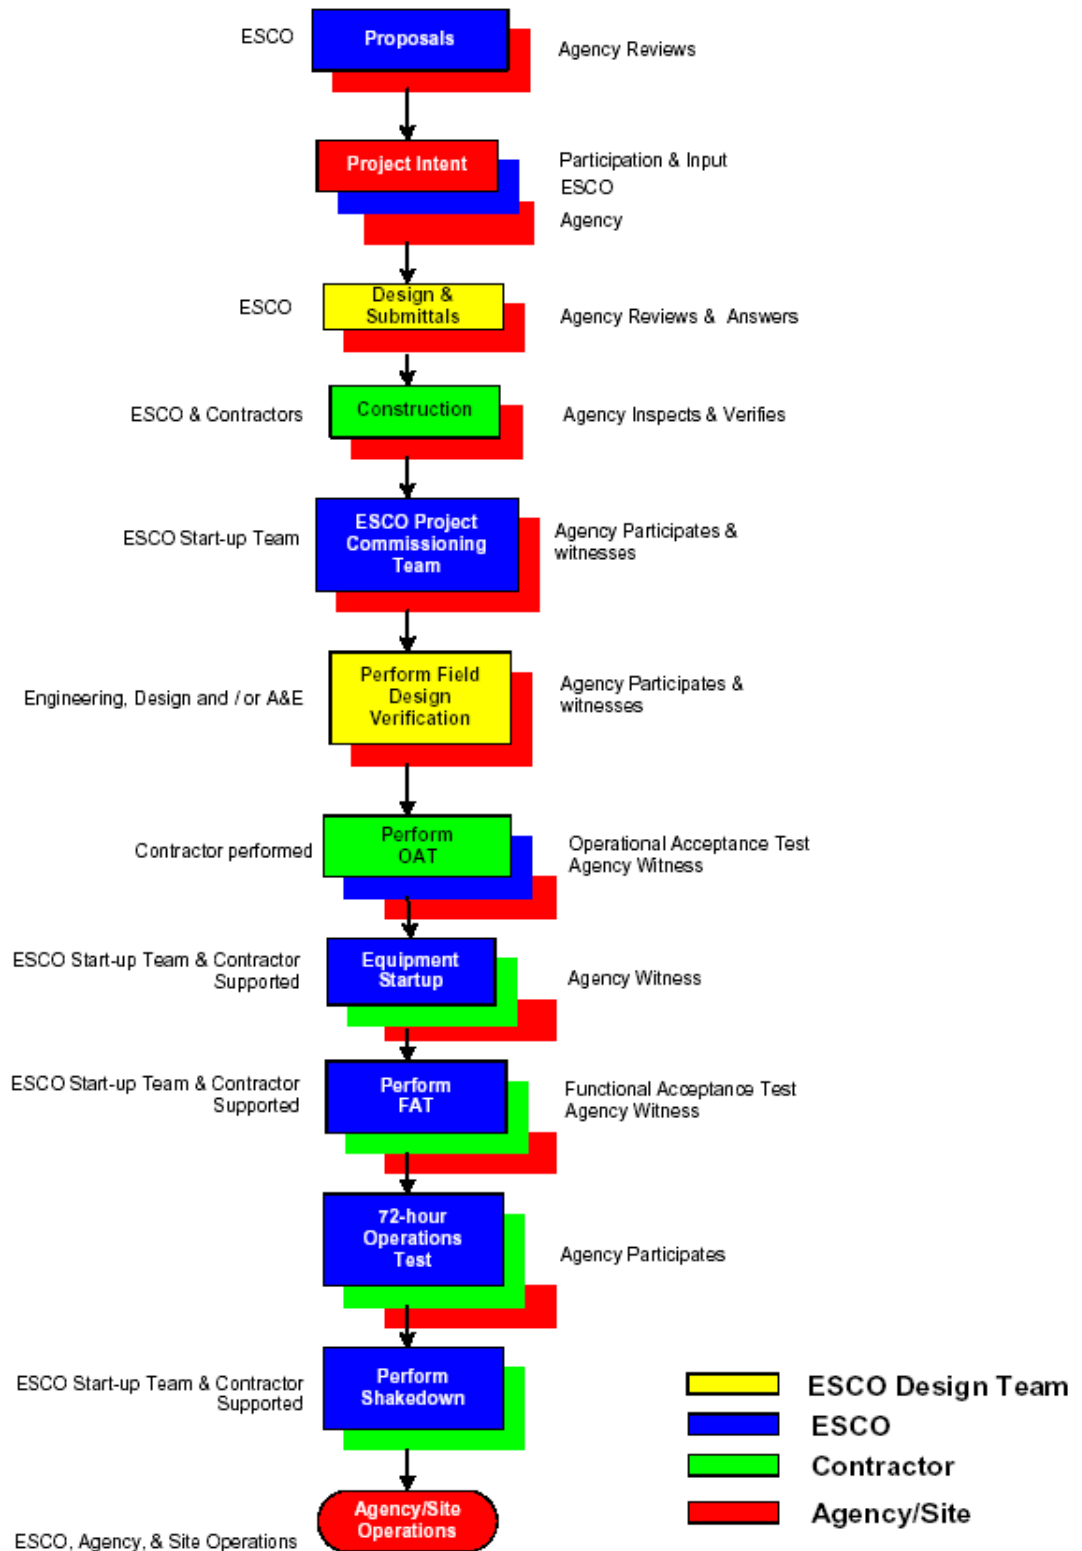 ESCO
Proposals
Agency Reviews
Project Intent
Participation & Input
ESCO
Agency
ESCO
Design &
Submittals
Agency Reviews & Answers
ESCO & Contractors
Construction
Agency Inspects & Verifies
ESCO Start-up Team
ESCO Project
Commissioning
Team
Agency Participates &
witnesses
Engineering, Design and / or A&E
Perform Field
Design
Verification
Agency Participates &
witnesses
Contractor performed
Perform
OAT
Operational Acceptance Test
Agency Witness
ESCO Start-up Team & Contractor
Supported
Equipment
Startup
Agency Witness
ESCO Start-up Team & Contractor
Supported
Perform
FAT
Functional Acceptance Test
Agency Witness
72-hour
Operations
Test
Agency Participates
ESCO Start-up Team & Contractor
Supported
Perform
Shakedown
ESCO, Agency, & Site Operations
Agency/Site
Operations
ESCO Design Team
ESCO
Contractor
Agency/Site